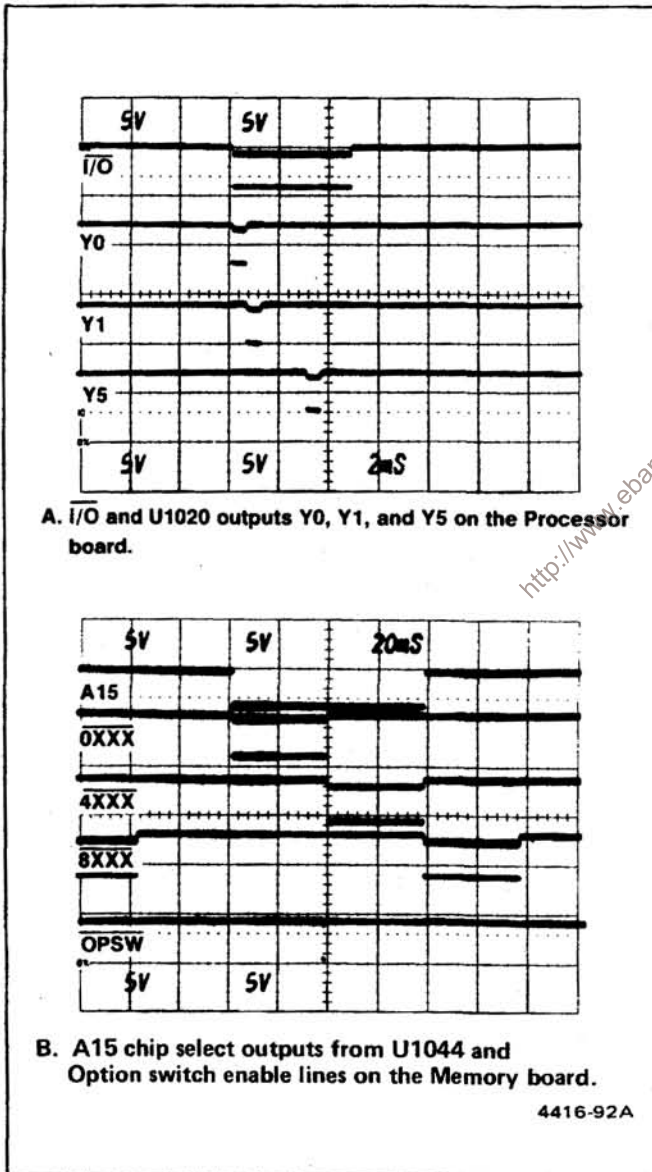 5V 5V
I/O
Y0
Y1
Y5
5V 5V 2mS
A. I/O and U1020 outputs Y0, Y1, and Y5 on the Processor
board.
5V 5V 20mS
A15
0XXX
4XXX
8XXX
OPSW
5V 5V
B. A15 chip select outputs from U1044 and
Option switch enable lines on the Memory board.
4416-92A